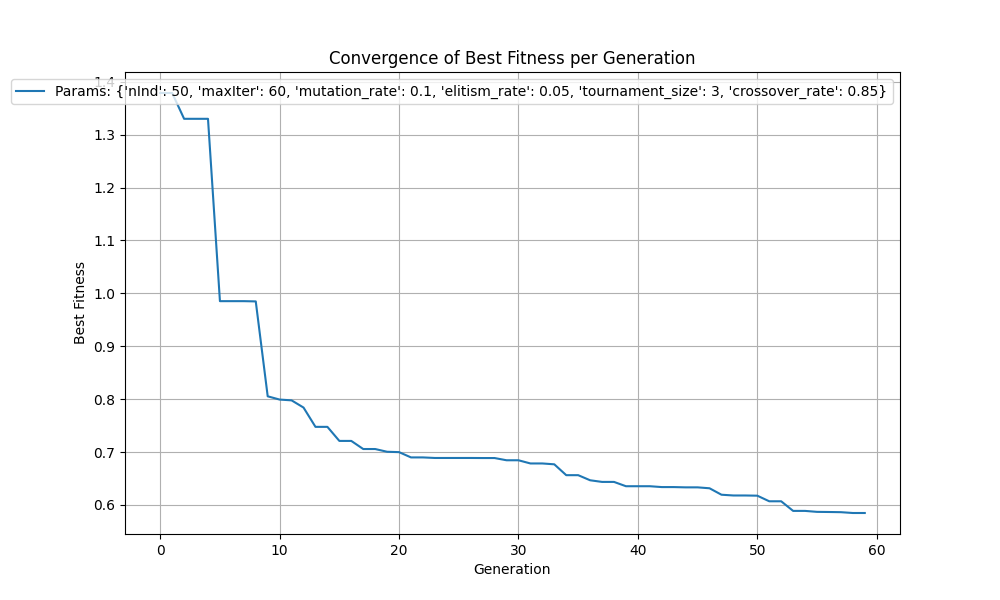 Convergence of Best Fitness per Generation
Params: {'nInd': 50, 'maxIter': 60, 'mutation_rate': 0.1, 'elitism_rate': 0.05, 'tournament_size': 3, 'crossover_rate': 0.85}
1.4
1.3
1.2
1.1
1.0
0.9
0.8
0.7
0.6
Best Fitness
0 10 20 30 40 50 60
Generation